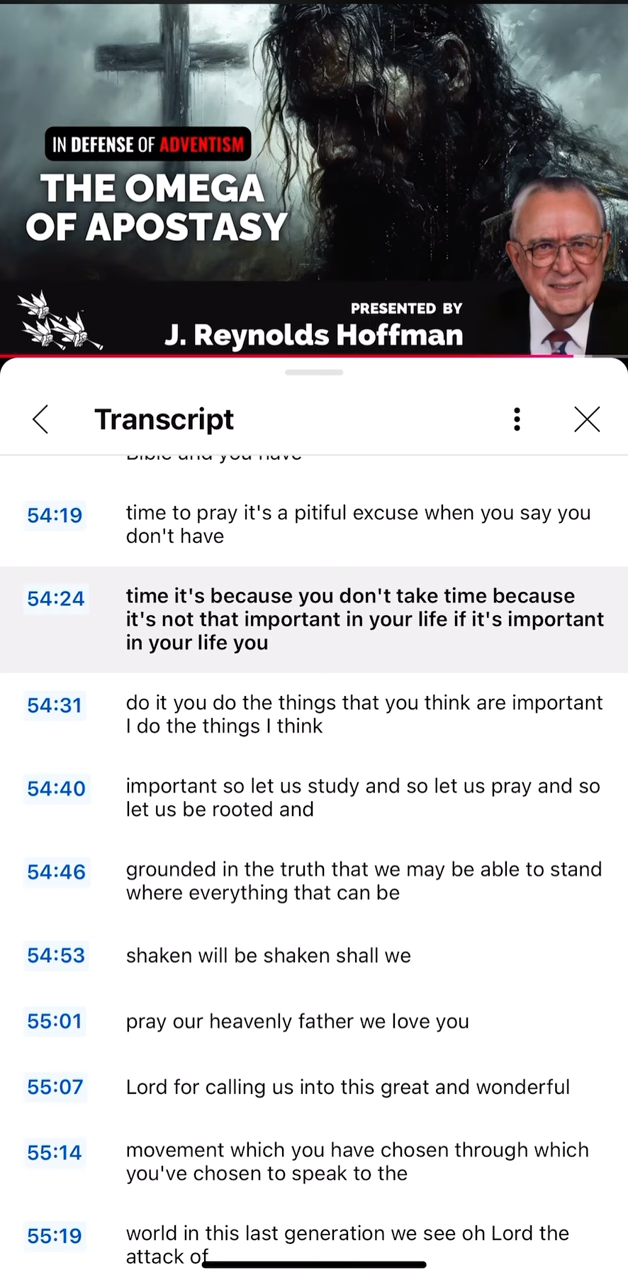 IN DEFENSE OF ADVENTISM
THE OMEGA
OF APOSTASY
PRESENTED BY
J. Reynolds Hoffman
Transcript
Bible and you have
54:19
time to pray it's a pitiful excuse when you say you
don't have
54:24
time it's because you don't take time because
it's not that important in your life if it's important
in your life you
54:31
do it you do the things that you think are important
I do the things I think
54:40
important so let us study and so let us pray and so
let us be rooted and
54:46
grounded in the truth that we may be able to stand
where everything that can be
54:53
shaken will be shaken shall we
55:01
pray our heavenly father we love you
55:07
Lord for calling us into this great and wonderful
55:14
movement which you have chosen through which
you've chosen to speak to the
55:19
world in this last generation we see oh Lord the
attack of